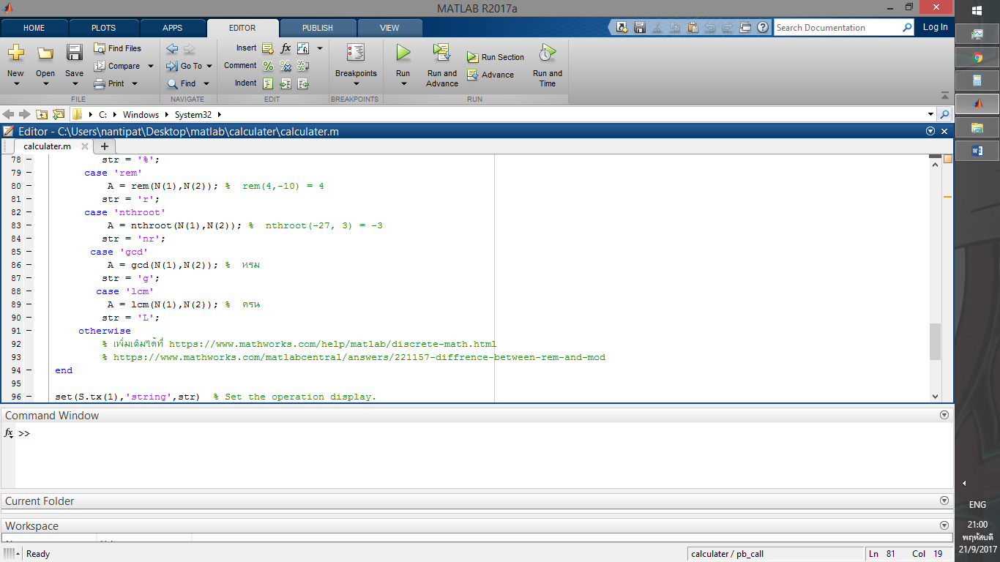 MATLAB R2017a
HOME PLOTS APPS EDITOR PUBLISH VIEW
Search Documentation
Log In
New Open Save
Find Files
Compare
Print
FILE
Go To
Find
NAVIGATE
Insert fx
Comment
Indent
EDIT
Breakpoints
BREAKPOINTS
Run
Run and Advance
Run Section
Advance
Run and Time
RUN
C: Windows System32
Editor - C:\Users\nantipat\Desktop\matlab\calculater\calculater.m
calculater.m
78 – str = '%';
79 – case 'rem'
80 – A = rem(N(1),N(2)); % rem(4,-10) = 4
81 – str = 'r';
82 – case 'nthroot'
83 – A = nthroot(N(1),N(2)); % nthroot(-27, 3) = -3
84 – str = 'nr';
85 – case 'gcd'
86 – A = gcd(N(1),N(2)); % หรม
87 – str = 'g';
88 – case 'lcm'
89 – A = lcm(N(1),N(2)); % ครน
90 – str = 'L';
91 – otherwise
92 – % เพิ่มเติมได้ที่ https://www.mathworks.com/help/matlab/discrete-math.html
93 – % https://www.mathworks.com/matlabcentral/answers/221157-diffrence-between-rem-and-mod
94 – end
95
96 – set(S.tx(1),'string',str) % Set the operation display.
Command Window
fx >>
Current Folder
Workspace
Ready
calculater / pb_call
Ln 81 Col 19
ENG
21:00
พฤหัสบดี
21/9/2017